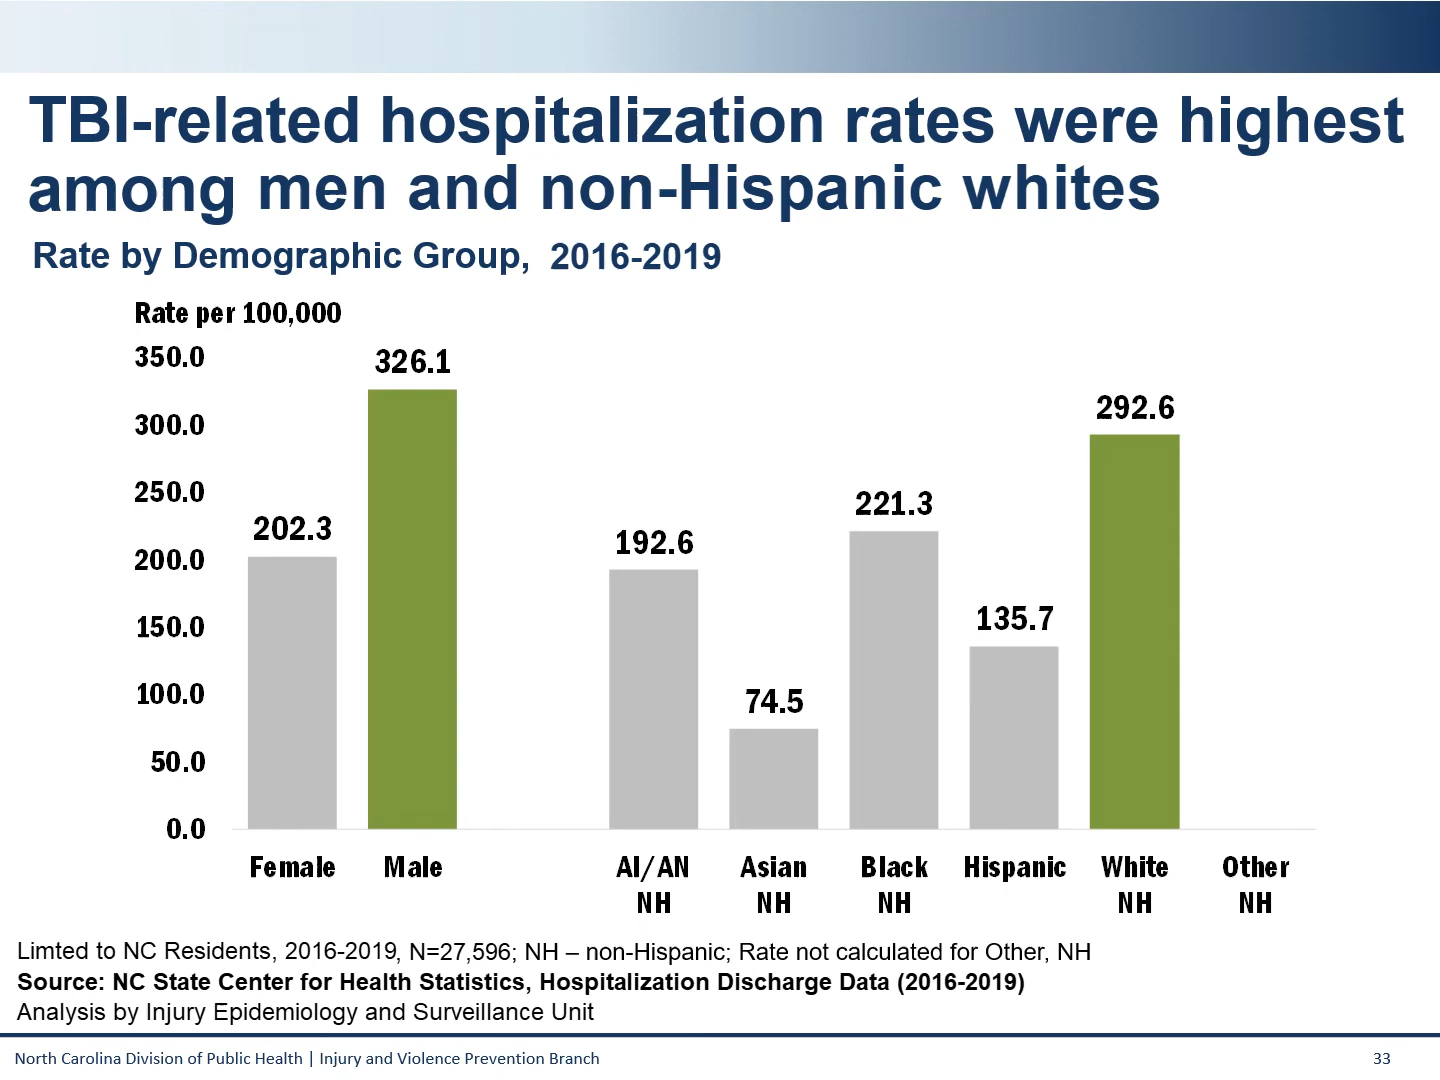 TBI-related hospitalization rates were highest
among men and non-Hispanic whites
Rate by Demographic Group, 2016-2019
Rate per 100,000
350.0
300.0
250.0
200.0
150.0
100.0
50.0
0.0
202.3
326.1
192.6
74.5
221.3
135.7
292.6
Female Male AI/AN Asian Black Hispanic White Other
NH NH NH NH NH
Limted to NC Residents, 2016-2019, N=27,596; NH – non-Hispanic; Rate not calculated for Other, NH
Source: NC State Center for Health Statistics, Hospitalization Discharge Data (2016-2019)
Analysis by Injury Epidemiology and Surveillance Unit
North Carolina Division of Public Health | Injury and Violence Prevention Branch 33